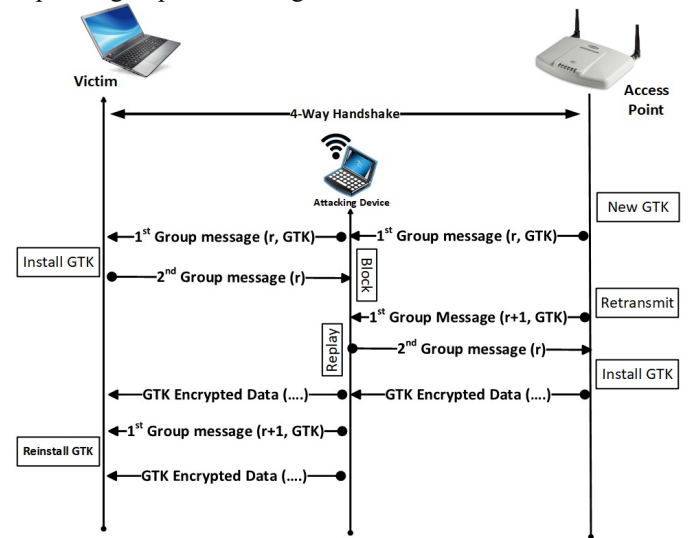 Victim
Access
Point
4-Way Handshake
Attacking Device
New GTK
1st Group message (r, GTK)
1st Group message (r, GTK)
Install GTK
2nd Group message (r)
Block
Retransmit
1st Group Message (r+1, GTK)
Replay
2nd Group message (r)
Install GTK
GTK Encrypted Data (....)
GTK Encrypted Data (....)
1st Group message (r+1, GTK)
Reinstall GTK
GTK Encrypted Data (....)